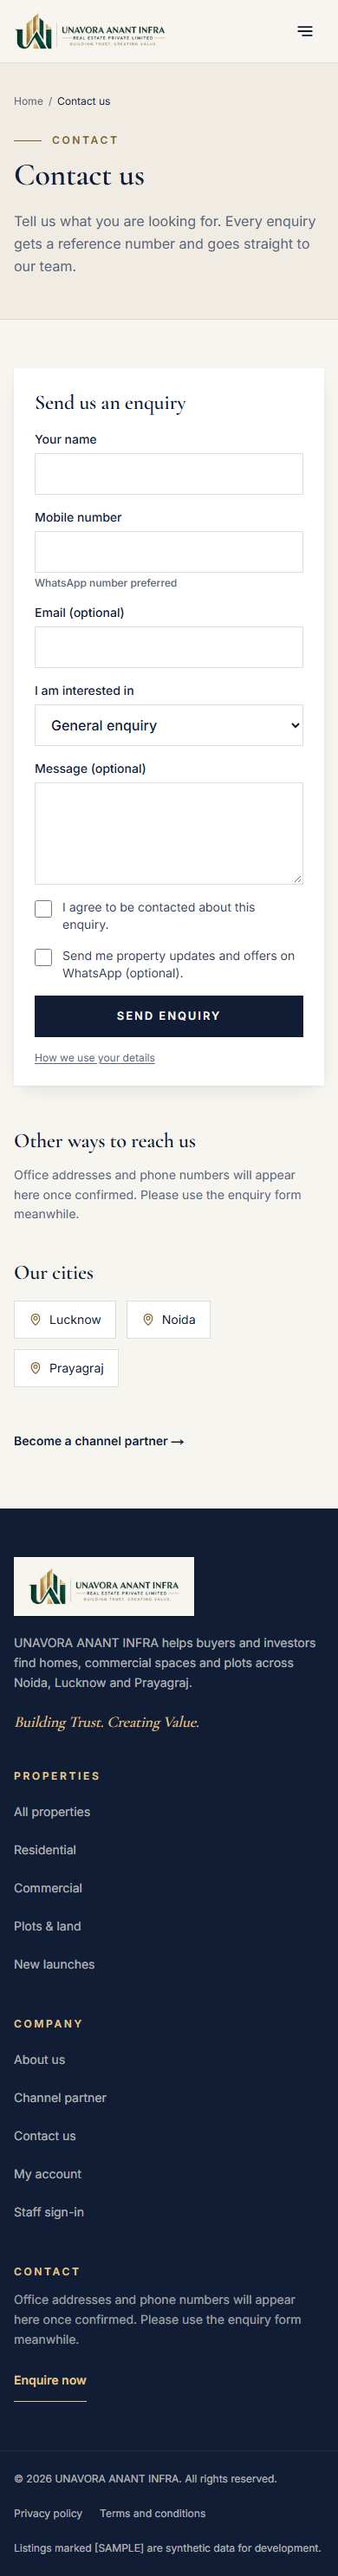 UNAVORA ANANT INFRA
REAL ESTATE PRIVATE LIMITED
BUILDING TRUST. CREATING VALUE.
Home / Contact us
CONTACT
Contact us
Tell us what you are looking for. Every enquiry
gets a reference number and goes straight to
our team.
Send us an enquiry
Your name
Mobile number
WhatsApp number preferred
Email (optional)
I am interested in
General enquiry
Message (optional)
I agree to be contacted about this
enquiry.
Send me property updates and offers on
WhatsApp (optional).
SEND ENQUIRY
How we use your details
Other ways to reach us
Office addresses and phone numbers will appear
here once confirmed. Please use the enquiry form
meanwhile.
Our cities
Lucknow
Noida
Prayagraj
Become a channel partner →
UNAVORA ANANT INFRA
REAL ESTATE PRIVATE LIMITED
BUILDING TRUST. CREATING VALUE.
UNAVORA ANANT INFRA helps buyers and investors
find homes, commercial spaces and plots across
Noida, Lucknow and Prayagraj.
Building Trust. Creating Value.
PROPERTIES
All properties
Residential
Commercial
Plots & land
New launches
COMPANY
About us
Channel partner
Contact us
My account
Staff sign-in
CONTACT
Office addresses and phone numbers will appear
here once confirmed. Please use the enquiry form
meanwhile.
Enquire now
© 2026 UNAVORA ANANT INFRA. All rights reserved.
Privacy policy Terms and conditions
Listings marked [SAMPLE] are synthetic data for development.